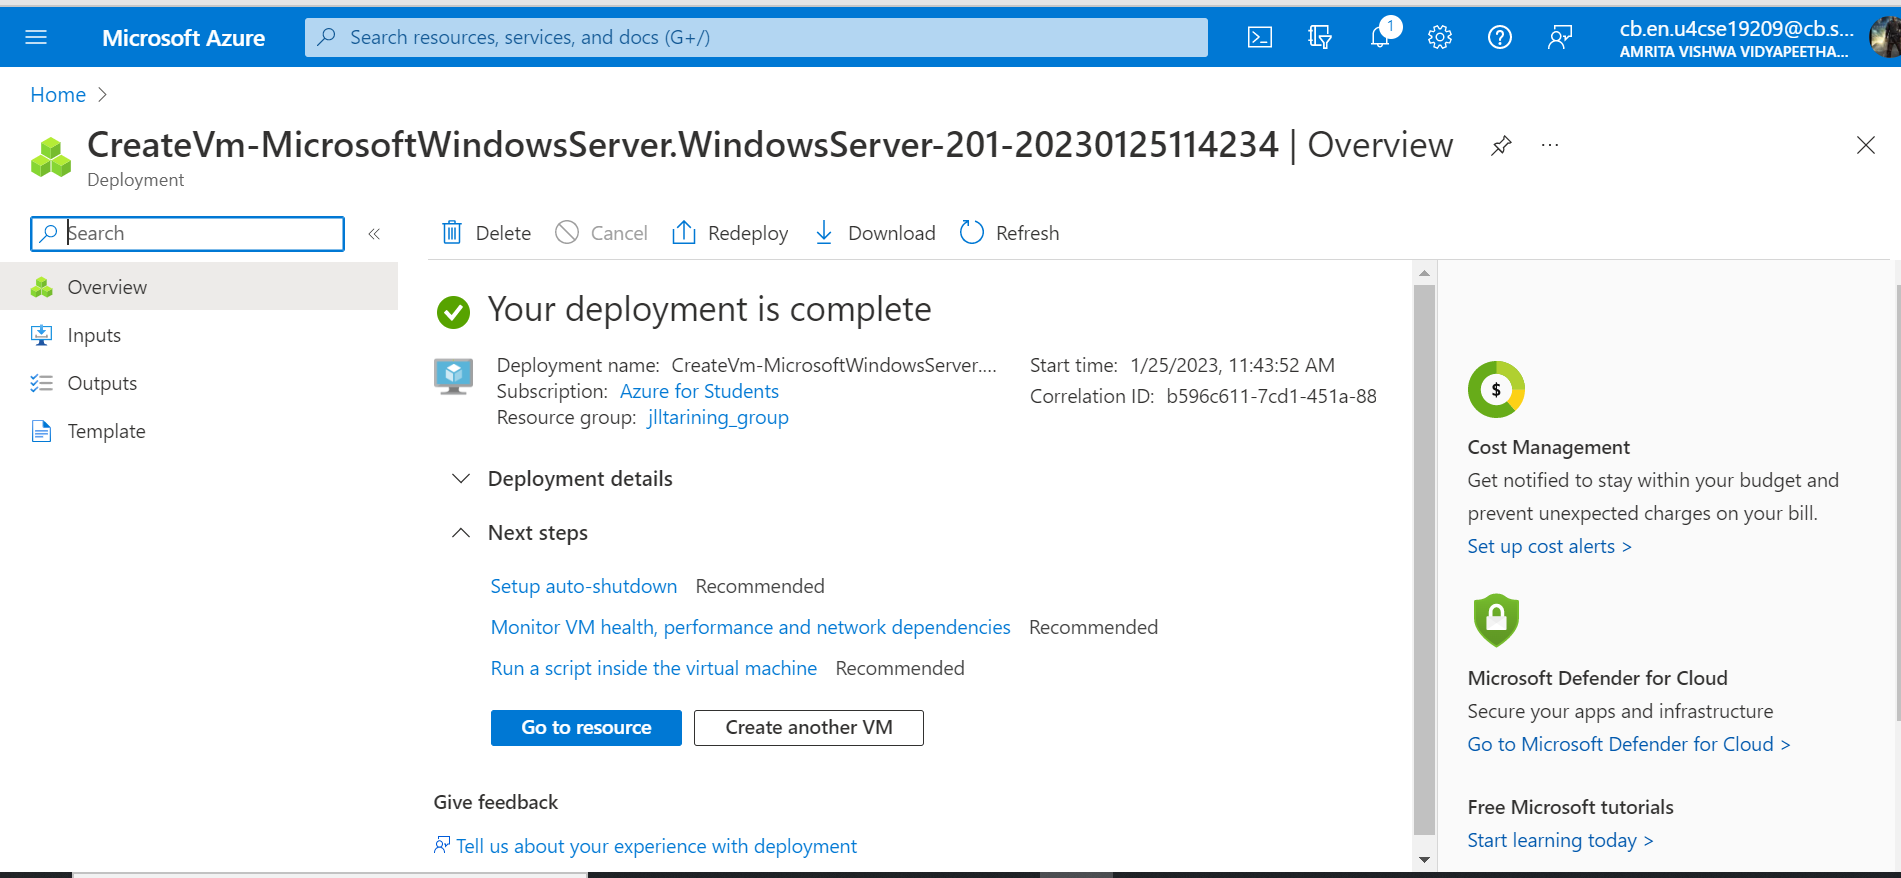 Microsoft Azure
Search resources, services, and docs (G+/)
1
cb.en.u4cse19209@cb.s...
AMRITA VISHWA VIDYAPEETHA...
Home >
CreateVm-MicrosoftWindowsServer.WindowsServer-201-20230125114234 | Overview
...
Deployment
Search
«
Delete
Cancel
Redeploy
Download
Refresh
Overview
Inputs
Outputs
Template
Your deployment is complete
Deployment name: CreateVm-MicrosoftWindowsServer....
Subscription: Azure for Students
Resource group: jlltarining_group
Start time: 1/25/2023, 11:43:52 AM
Correlation ID: b596c611-7cd1-451a-88
Deployment details
Next steps
Setup auto-shutdown Recommended
Monitor VM health, performance and network dependencies Recommended
Run a script inside the virtual machine Recommended
Go to resource
Create another VM
Give feedback
Tell us about your experience with deployment
$
Cost Management
Get notified to stay within your budget and
prevent unexpected charges on your bill.
Set up cost alerts >
Microsoft Defender for Cloud
Secure your apps and infrastructure
Go to Microsoft Defender for Cloud >
Free Microsoft tutorials
Start learning today >